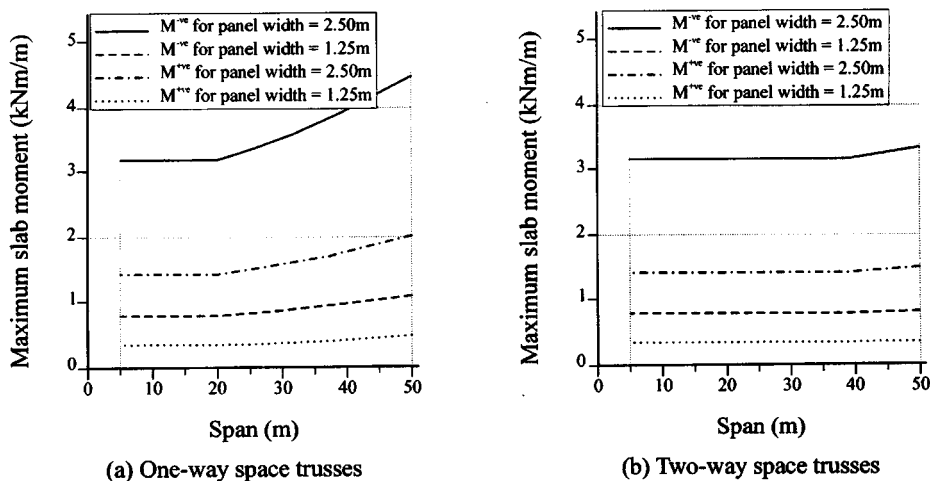 Maximum slab moment (kNm/m)
5
4
3
2
1
0
M-ve for panel width = 2.50m
M-ve for panel width = 1.25m
M+ve for panel width = 2.50m
M+ve for panel width = 1.25m
0 10 20 30 40 50
Span (m)
(a) One-way space trusses
Maximum slab moment (kNm/m)
5
4
3
2
1
0
M-ve for panel width = 2.50m
M-ve for panel width = 1.25m
M+ve for panel width = 2.50m
M+ve for panel width = 1.25m
0 10 20 30 40 50
Span (m)
(b) Two-way space trusses